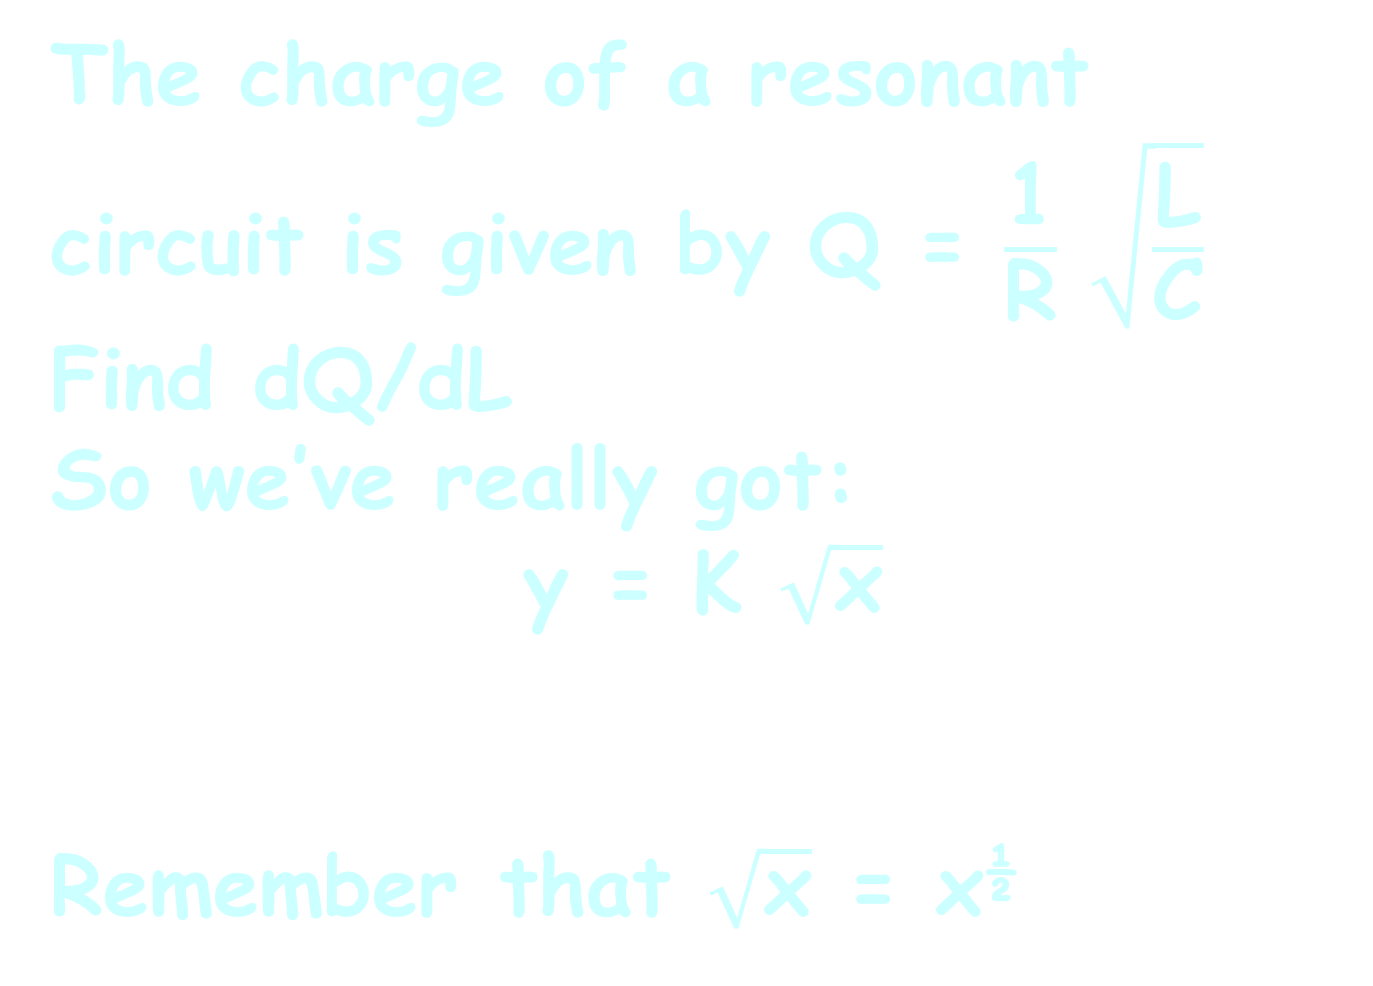 The charge of a resonant
circuit is given by Q = 1/R √(L/C)
Find dQ/dL
So we've really got:
y = K √x
Remember that √x = x^½